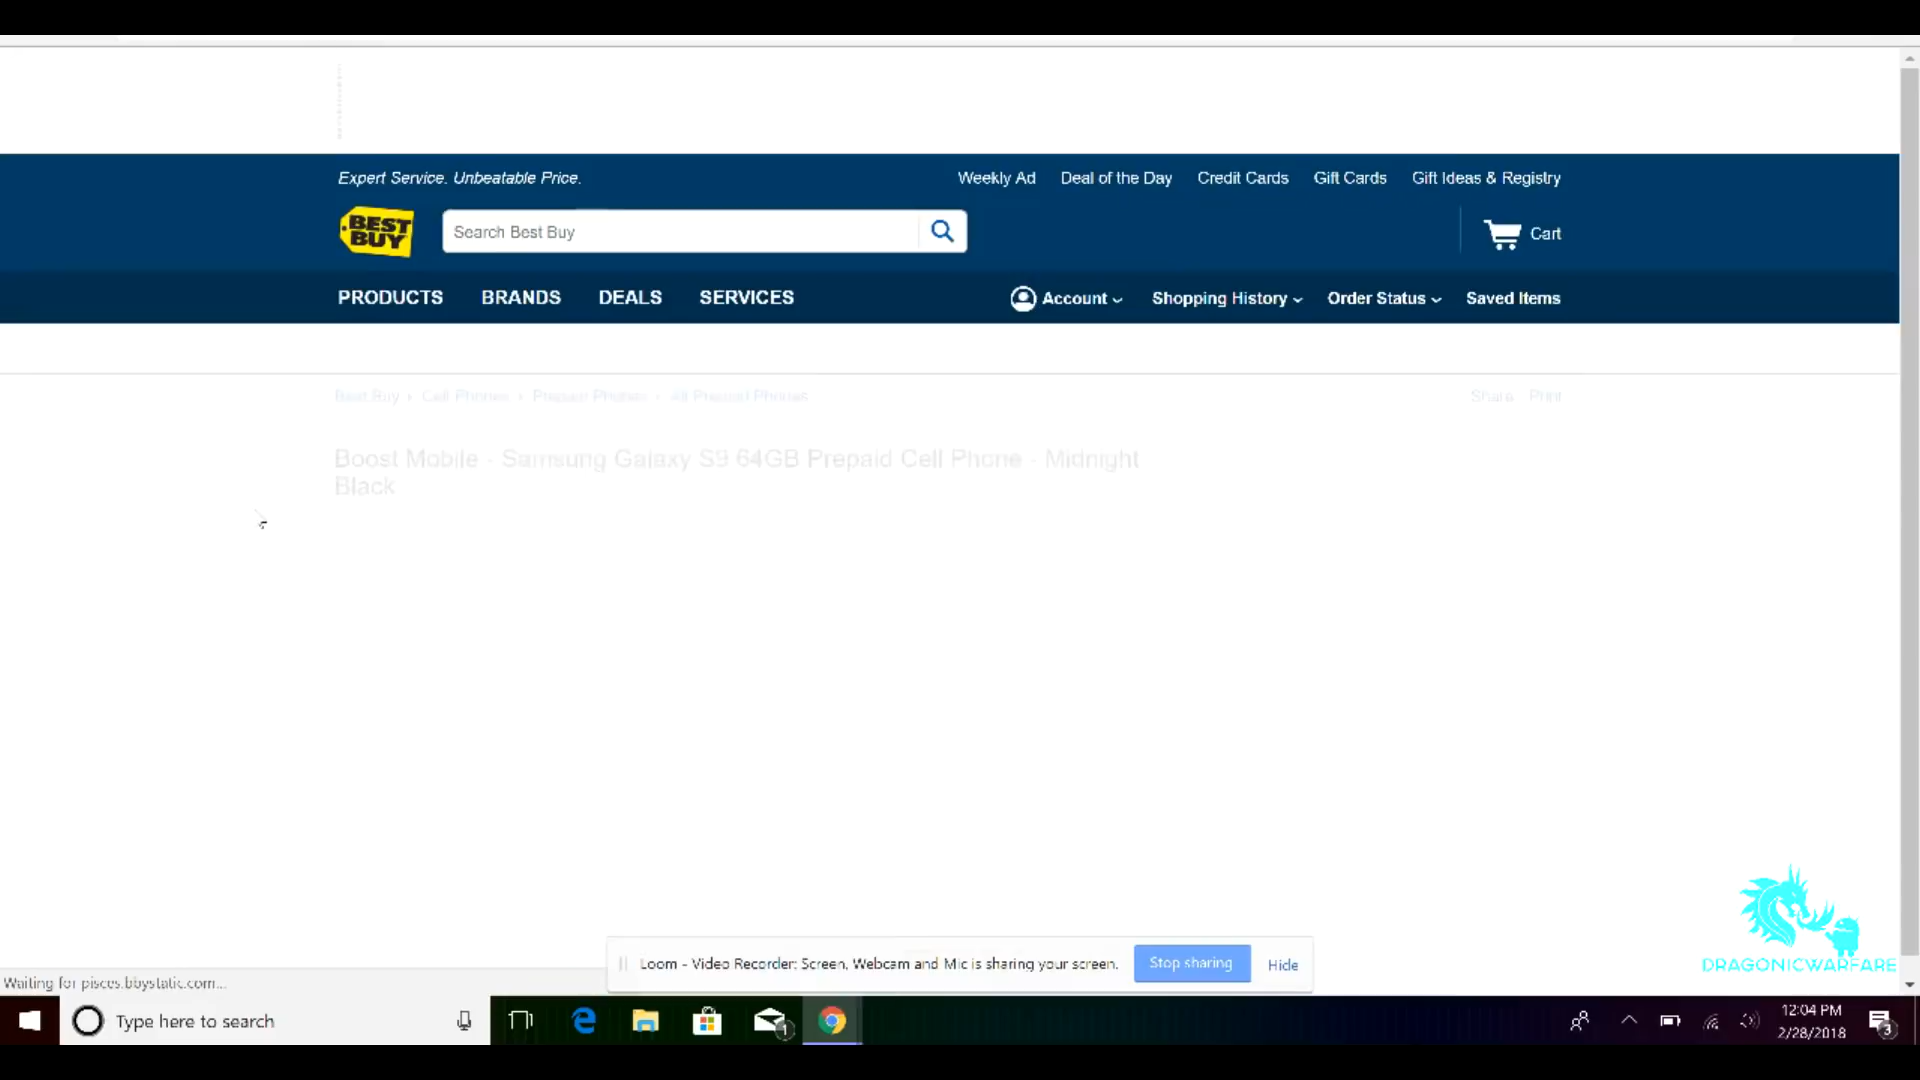 Expert Service. Unbeatable Price.
Weekly Ad Deal of the Day Credit Cards Gift Cards Gift Ideas & Registry
BEST BUY
Search Best Buy
Cart
PRODUCTS BRANDS DEALS SERVICES
Account Shopping History Order Status Saved Items
Best Buy Cell Phones Prepaid Phones All Prepaid Phones
Share Print
Boost Mobile - Samsung Galaxy S9 64GB Prepaid Cell Phone - Midnight
Black
DRAGONICWARFARE
Loom - Video Recorder: Screen, Webcam and Mic is sharing your screen.
Stop sharing
Hide
Waiting for pisces.bbystatic.com...
Type here to search
1
12:04 PM
2/28/2018
3